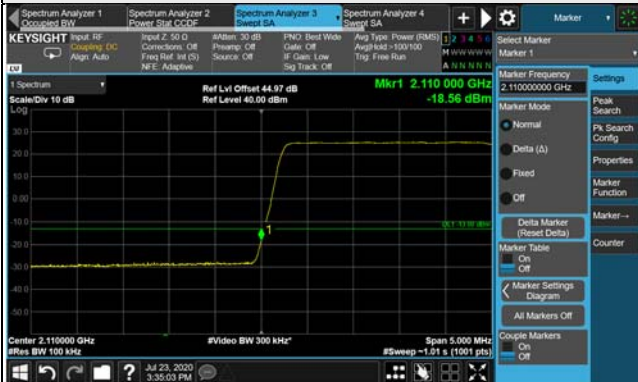 Spectrum Analyzer 1
Occupied BW
Spectrum Analyzer 2
Power Stat CCDF
Spectrum Analyzer 3
Swept SA
Spectrum Analyzer 4
Swept SA
+
Marker
KEYSIGHT
Input: RF
Coupling: DC
Align: Auto
Input Z: 50 Ω
Corrections: Off
Freq Ref: Int (S)
NFE: Adaptive
#Atten: 30 dB
Preamp: Off
Source: Off
PNO: Best Wide
Gate: Off
IF Gain: Low
Sig Track: Off
Avg Type: Power (RMS)
Avg|Hold >100/100
Trig: Free Run
1 2 3 4 5 6
M W W W W W
A N N N N N
Select Marker
Marker 1
1 Spectrum
Scale/Div 10 dB
Log
Ref Lvl Offset 44.97 dB
Ref Level 40.00 dBm
Mkr1 2.110 000 GHz
-18.56 dBm
30.0
20.0
10.0
0.00
-10.0
-20.0
-30.0
-40.0
-50.0
1
Center 2.110000 GHz
#Res BW 100 kHz
#Video BW 300 kHz*
Span 5.000 MHz
#Sweep ~1.01 s (1001 pts)
Marker Frequency
2.110000000 GHz
Marker Mode
Normal
Delta (Δ)
Fixed
Off
Delta Marker
(Reset Delta)
Marker Table
On
Off
Marker Settings
Diagram
All Markers Off
Couple Markers
On
Off
Settings
Peak
Search
Pk Search
Config
Properties
Marker
Function
Marker→
Counter
?
Jul 23, 2020
3:35:03 PM